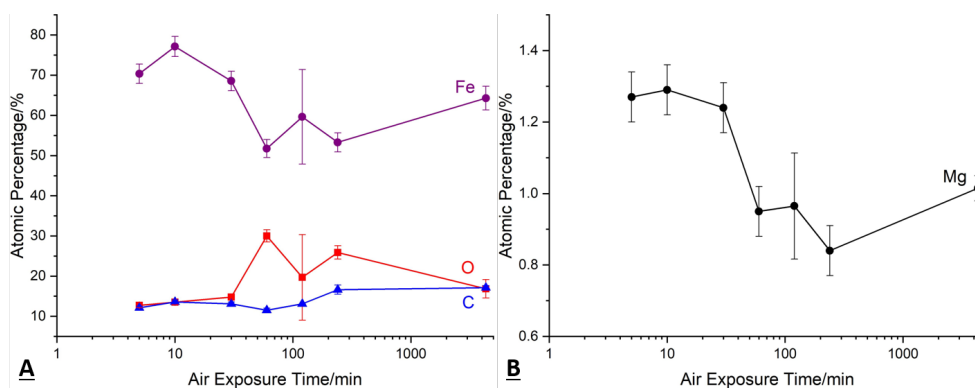 80
70
60
50
40
30
20
10
Atomic Percentage/%
Fe
O
C
1 10 100 1000
Air Exposure Time/min
A
1.4
1.2
1.0
0.8
0.6
Atomic Percentage/%
Mg
1 10 100 1000
Air Exposure Time/min
B